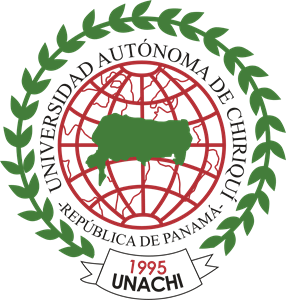 UNIVERSIDAD AUTÓNOMA DE CHIRIQUÍ
-REPÚBLICA DE PANAMÁ-
1995
UNACHI